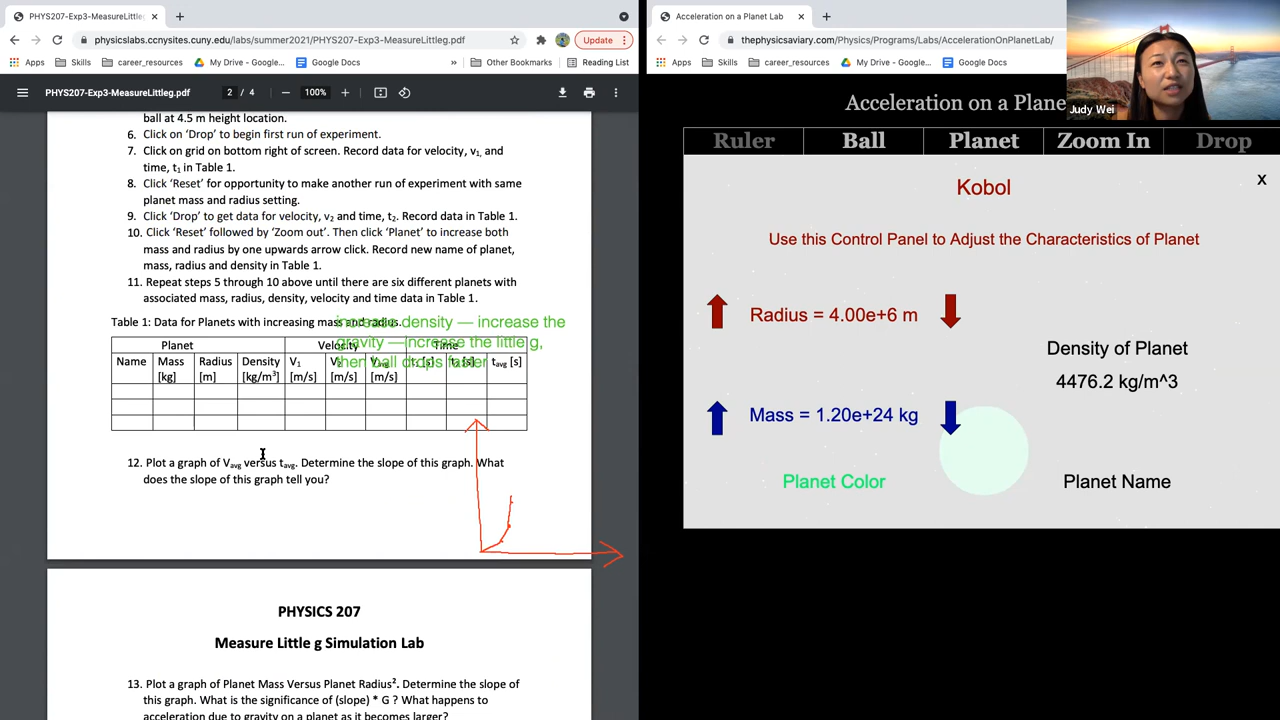 PHYS207-Exp3-MeasureLittleg
physicslabs.ccnysites.cuny.edu/labs/summer2021/PHYS207-Exp3-MeasureLittleg.pdf
Update
Apps
Skills
career_resources
My Drive - Google...
Google Docs
»
Other Bookmarks
Reading List
PHYS207-Exp3-MeasureLittleg.pdf
2 / 4
100%
ball at 4.5 m height location.
6. Click on ‘Drop’ to begin first run of experiment.
7. Click on grid on bottom right of screen. Record data for velocity, v1, and
time, t1 in Table 1.
8. Click ‘Reset’ for opportunity to make another run of experiment with same
planet mass and radius setting.
9. Click ‘Drop’ to get data for velocity, v2 and time, t2. Record data in Table 1.
10. Click ‘Reset’ followed by ‘Zoom out’. Then click ‘Planet’ to increase both
mass and radius by one upwards arrow click. Record new name of planet,
mass, radius and density in Table 1.
11. Repeat steps 5 through 10 above until there are six different planets with
associated mass, radius, density, velocity and time data in Table 1.
Table 1: Data for Planets with increasing mass and radius.
increase density — increase the
gravity —increase the little g,
then ball drops faster
Planet Velocity Time
Name Mass Radius Density V1 Vavg tavg [s]
[kg] [m] [kg/m3] [m/s] [m/s] [m/s]
12. Plot a graph of Vavg versus tavg. Determine the slope of this graph. What
does the slope of this graph tell you?
PHYSICS 207
Measure Little g Simulation Lab
13. Plot a graph of Planet Mass Versus Planet Radius2. Determine the slope of
this graph. What is the significance of (slope) * G ? What happens to
acceleration due to gravity on a planet as it becomes larger?
Acceleration on a Planet Lab
thephysicsaviary.com/Physics/Programs/Labs/AccelerationOnPlanetLab/
Apps
Skills
career_resources
My Drive - Google...
Google Docs
Judy Wei
Acceleration on a Plane
Ruler
Ball
Planet
Zoom In
Drop
Kobol
x
Use this Control Panel to Adjust the Characteristics of Planet
Radius = 4.00e+6 m
Density of Planet
4476.2 kg/m^3
Mass = 1.20e+24 kg
Planet Color
Planet Name